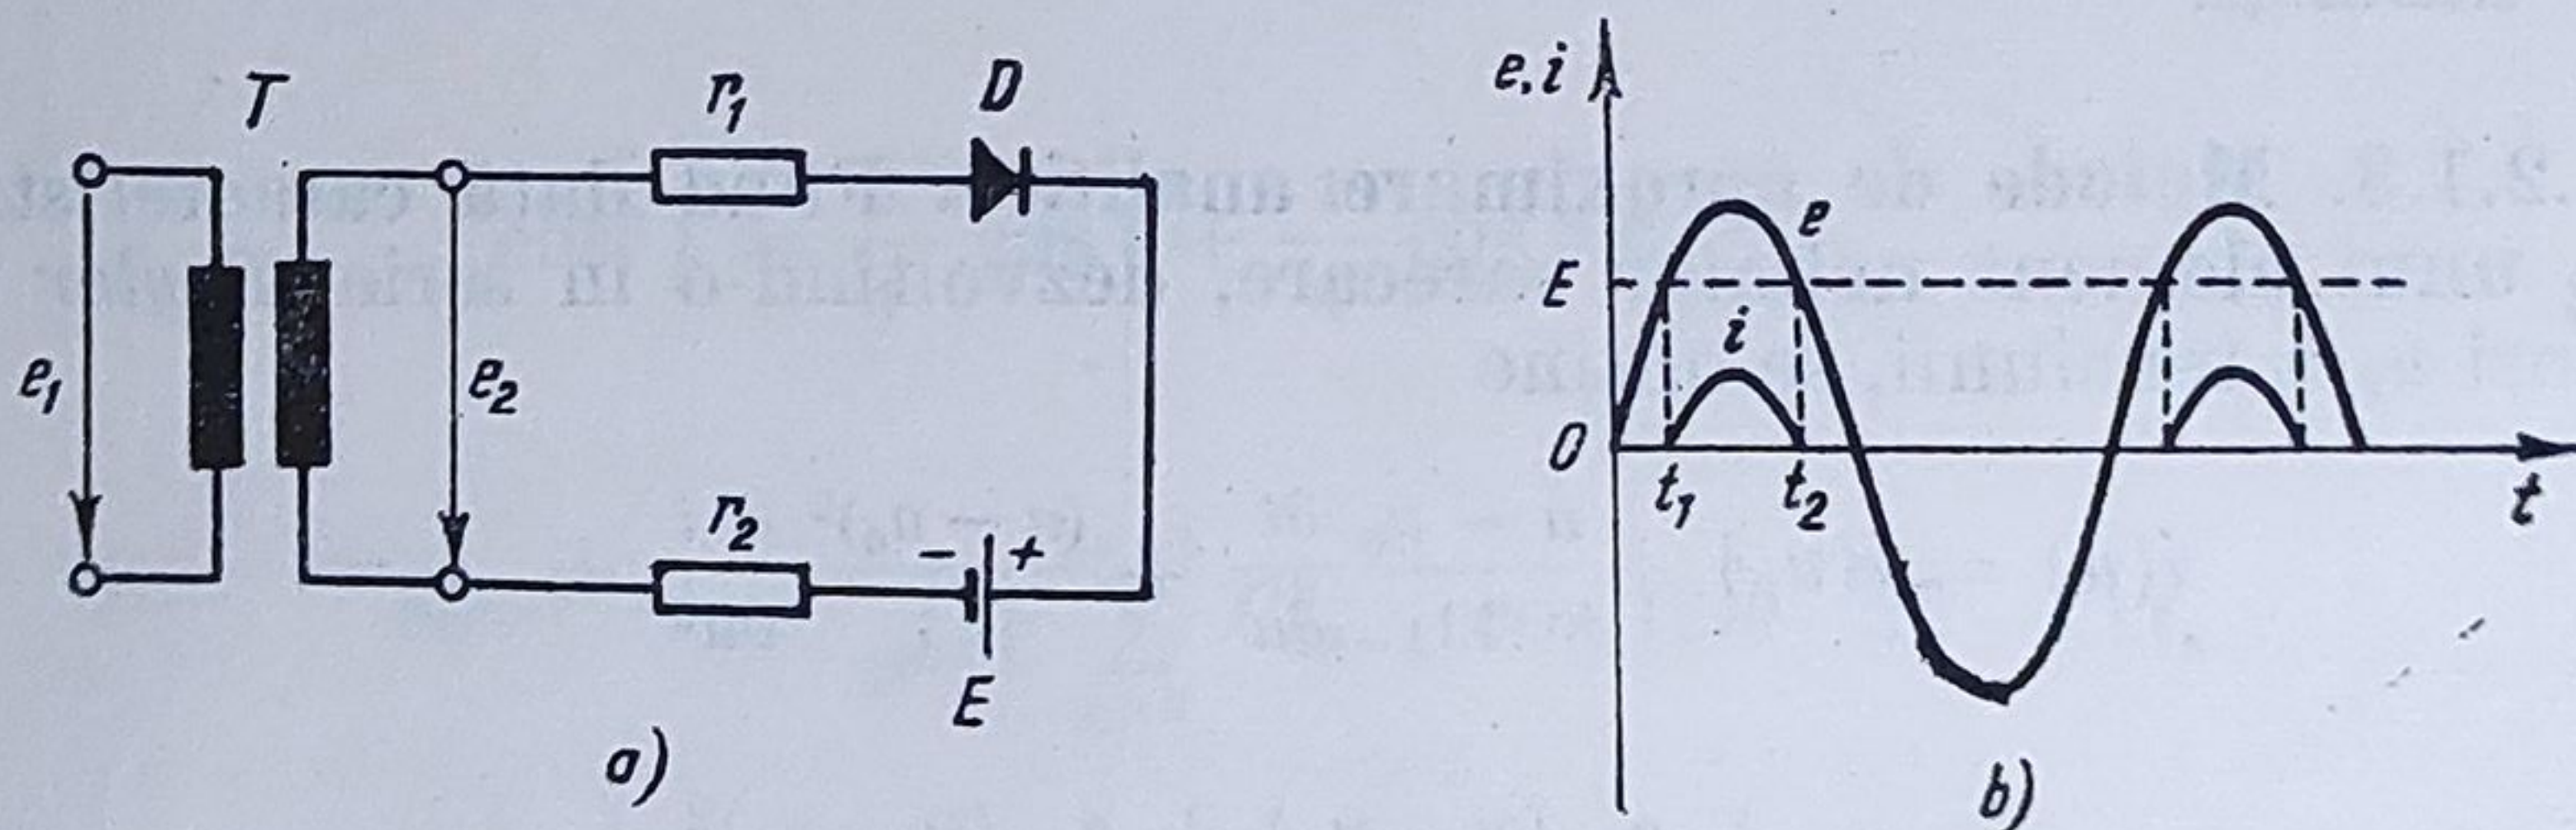 T
r₁
D
e₁
e₂
r₂
- +
E
a)
e,i
e
E
i
0
t₁
t₂
t
b)